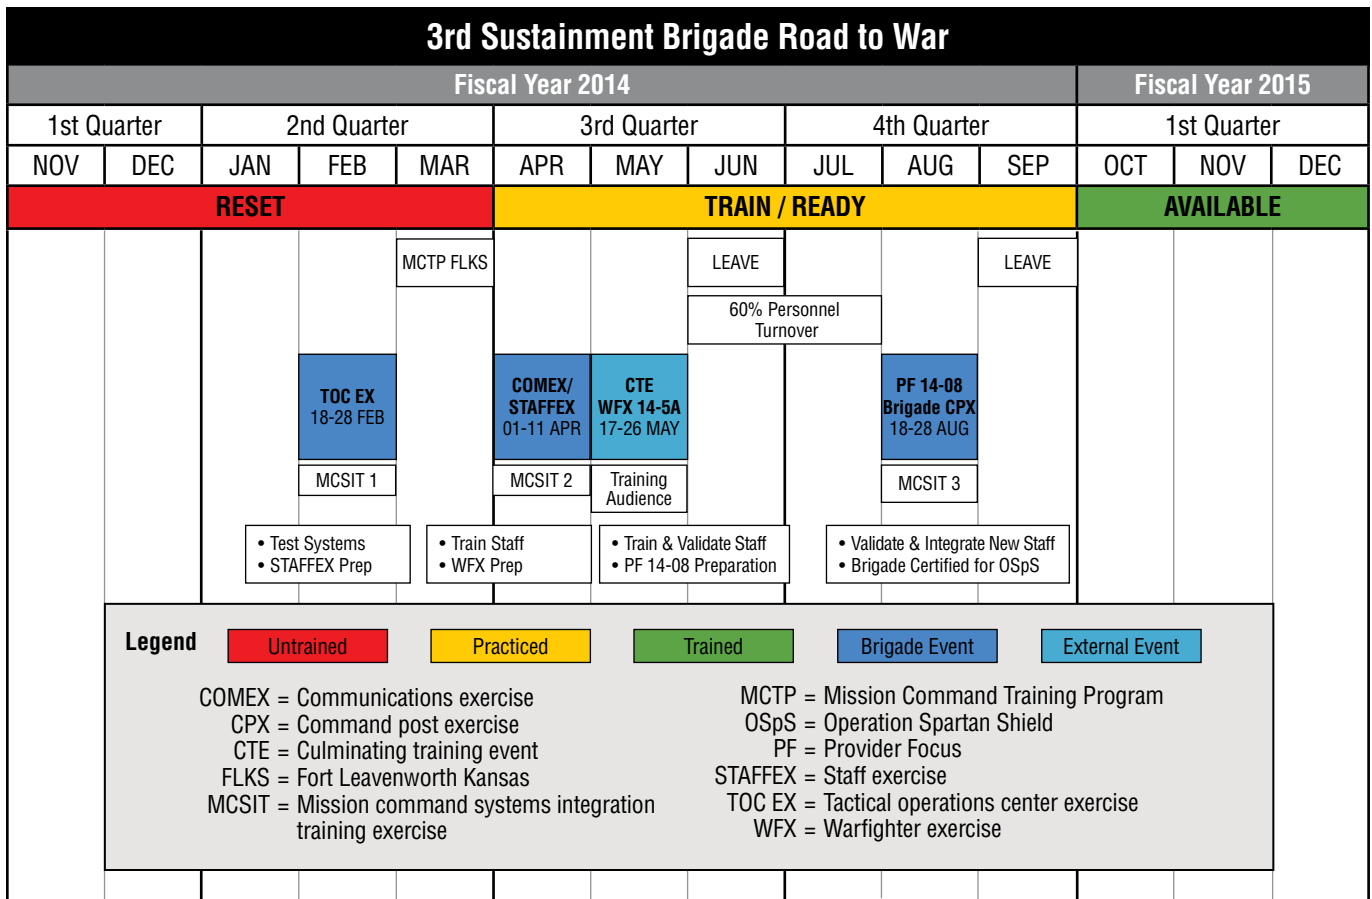 3rd Sustainment Brigade Road to War
Fiscal Year 2014
Fiscal Year 2015
1st Quarter
2nd Quarter
3rd Quarter
4th Quarter
1st Quarter
NOV
DEC
JAN
FEB
MAR
APR
MAY
JUN
JUL
AUG
SEP
OCT
NOV
DEC
RESET
TRAIN / READY
AVAILABLE
MCTP FLKS
LEAVE
LEAVE
60% Personnel
Turnover
TOC EX
18-28 FEB
COMEX/
STAFFEX
01-11 APR
CTE
WFX 14-5A
17-26 MAY
PF 14-08
Brigade CPX
18-28 AUG
MCSIT 1
MCSIT 2
Training
Audience
MCSIT 3
• Test Systems
• STAFFEX Prep
• Train Staff
• WFX Prep
• Train & Validate Staff
• PF 14-08 Preparation
• Validate & Integrate New Staff
• Brigade Certified for OSpS
Legend
Untrained
Practiced
Trained
Brigade Event
External Event
COMEX = Communications exercise
CPX = Command post exercise
CTE = Culminating training event
FLKS = Fort Leavenworth Kansas
MCSIT = Mission command systems integration
training exercise
MCTP = Mission Command Training Program
OSpS = Operation Spartan Shield
PF = Provider Focus
STAFFEX = Staff exercise
TOC EX = Tactical operations center exercise
WFX = Warfighter exercise